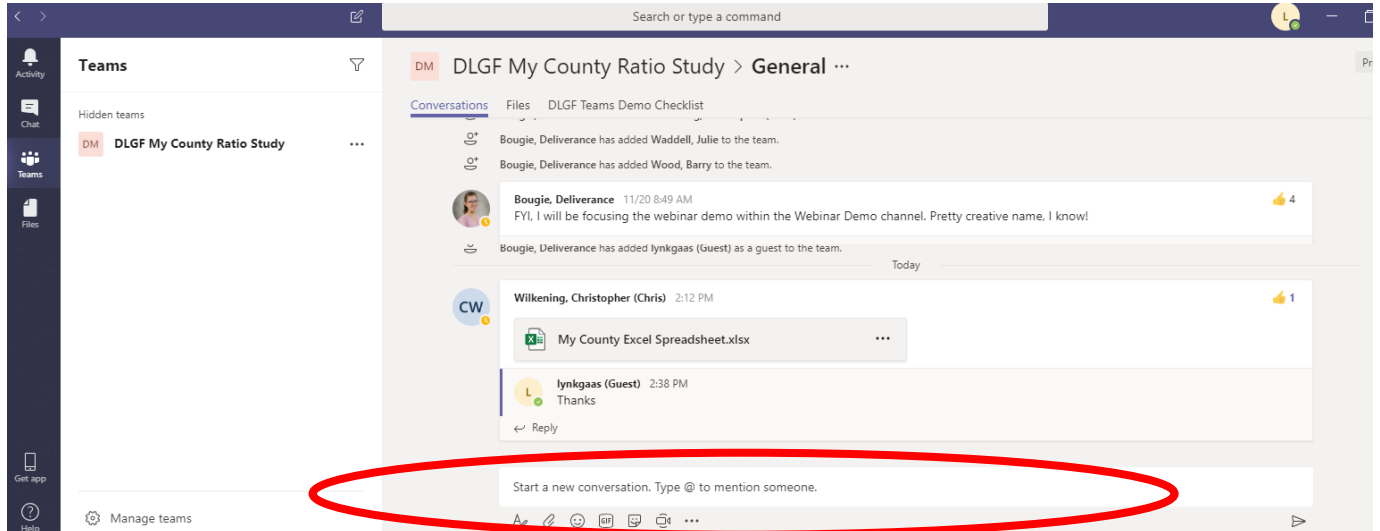 Search or type a command
L
Activity
Chat
Teams
Files
Get app
Help
Teams
Hidden teams
DM DLGF My County Ratio Study ...
Manage teams
DM DLGF My County Ratio Study > General ...
Pr
Conversations Files DLGF Teams Demo Checklist
Bougie, Deliverance has added Waddell, Julie to the team.
Bougie, Deliverance has added Wood, Barry to the team.
Bougie, Deliverance 11/20 8:49 AM 4
FYI, I will be focusing the webinar demo within the Webinar Demo channel. Pretty creative name, I know!
Bougie, Deliverance has added lynkgaas (Guest) as a guest to the team.
Today
CW Wilkening, Christopher (Chris) 2:12 PM 1
My County Excel Spreadsheet.xlsx ...
L lynkgaas (Guest) 2:38 PM
Thanks
Reply
Start a new conversation. Type @ to mention someone.
GIF ...